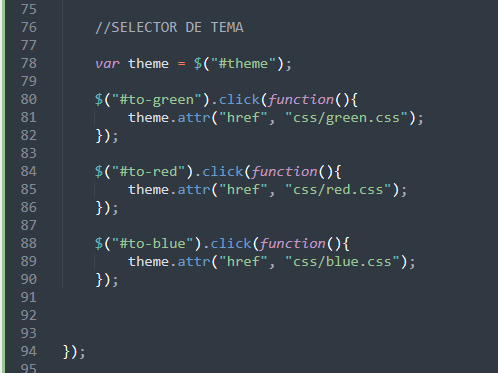 75
76 //SELECTOR DE TEMA
77
78 var theme = $("#theme");
79
80 $("#to-green").click(function(){
81 theme.attr("href", "css/green.css");
82 });
83
84 $("#to-red").click(function(){
85 theme.attr("href", "css/red.css");
86 });
87
88 $("#to-blue").click(function(){
89 theme.attr("href", "css/blue.css");
90 });
91
92
93
94 });
95